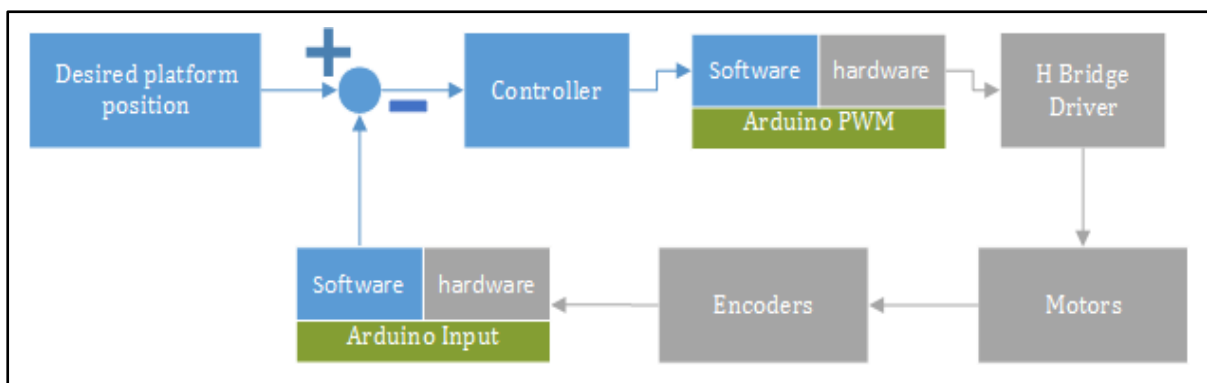 Desired platform
position
+
-
Controller
Software
hardware
Arduino PWM
H Bridge
Driver
Software
hardware
Arduino Input
Encoders
Motors